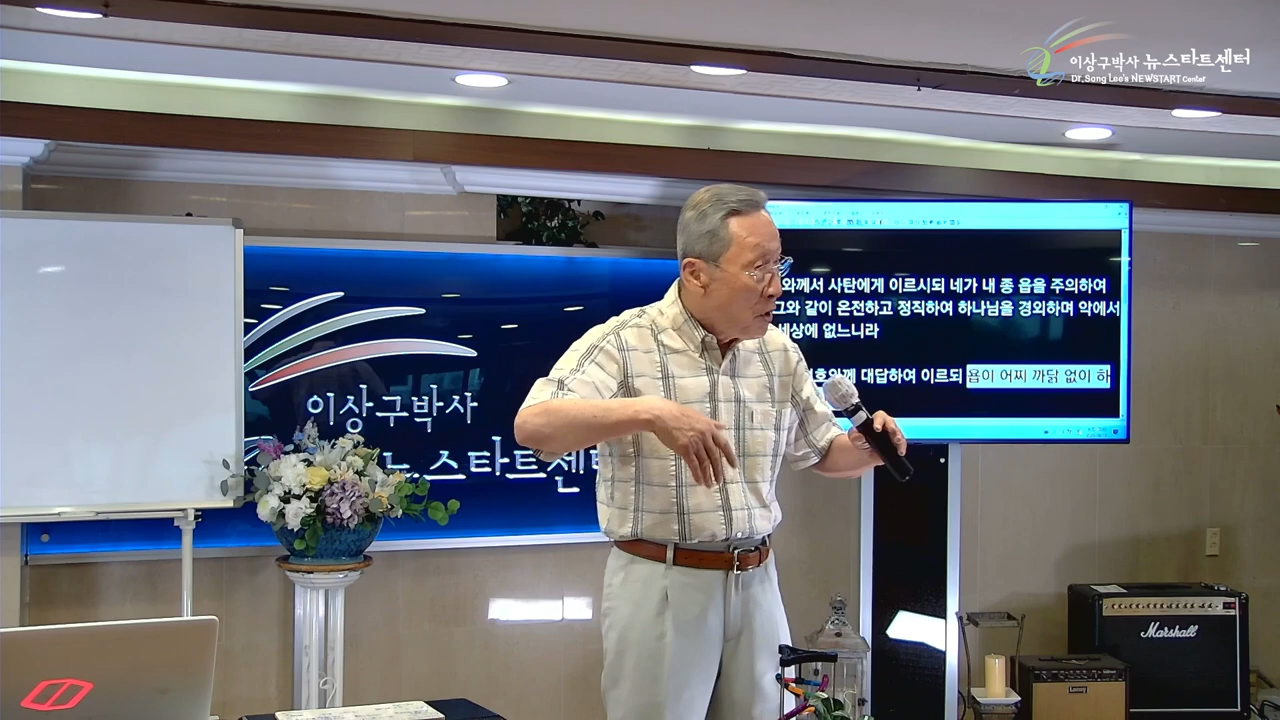 이상구박사 뉴스타트센터
Dr. Sang Lee's NEWSTART Center
와께서 사탄에게 이르시되 네가 내 종 욥을 주의하여
그와 같이 온전하고 정직하여 하나님을 경외하며 악에서
세상에 없느니라
대답하여 이르되 욥이 어찌 까닭 없이 하
이상구박사
뉴스타트센터
Marshall
Laney